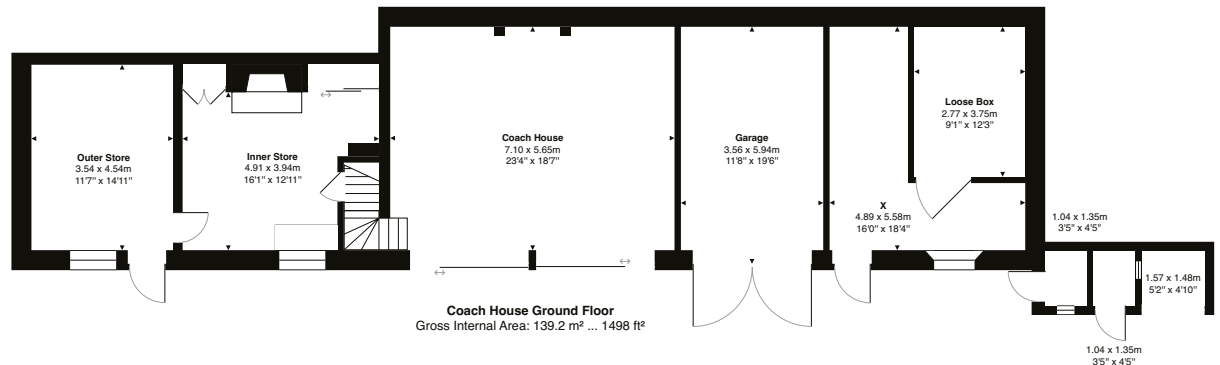 Outer Store
3.54 x 4.54m
11'7" x 14'11"
Inner Store
4.91 x 3.94m
16'1" x 12'11"
Coach House
7.10 x 5.65m
23'4" x 18'7"
Garage
3.56 x 5.94m
11'8" x 19'6"
Loose Box
2.77 x 3.75m
9'1" x 12'3"
X
4.89 x 5.58m
16'0" x 18'4"
1.04 x 1.35m
3'5" x 4'5"
1.57 x 1.48m
5'2" x 4'10"
1.04 x 1.35m
3'5" x 4'5"
Coach House Ground Floor
Gross Internal Area: 139.2 m² ... 1498 ft²